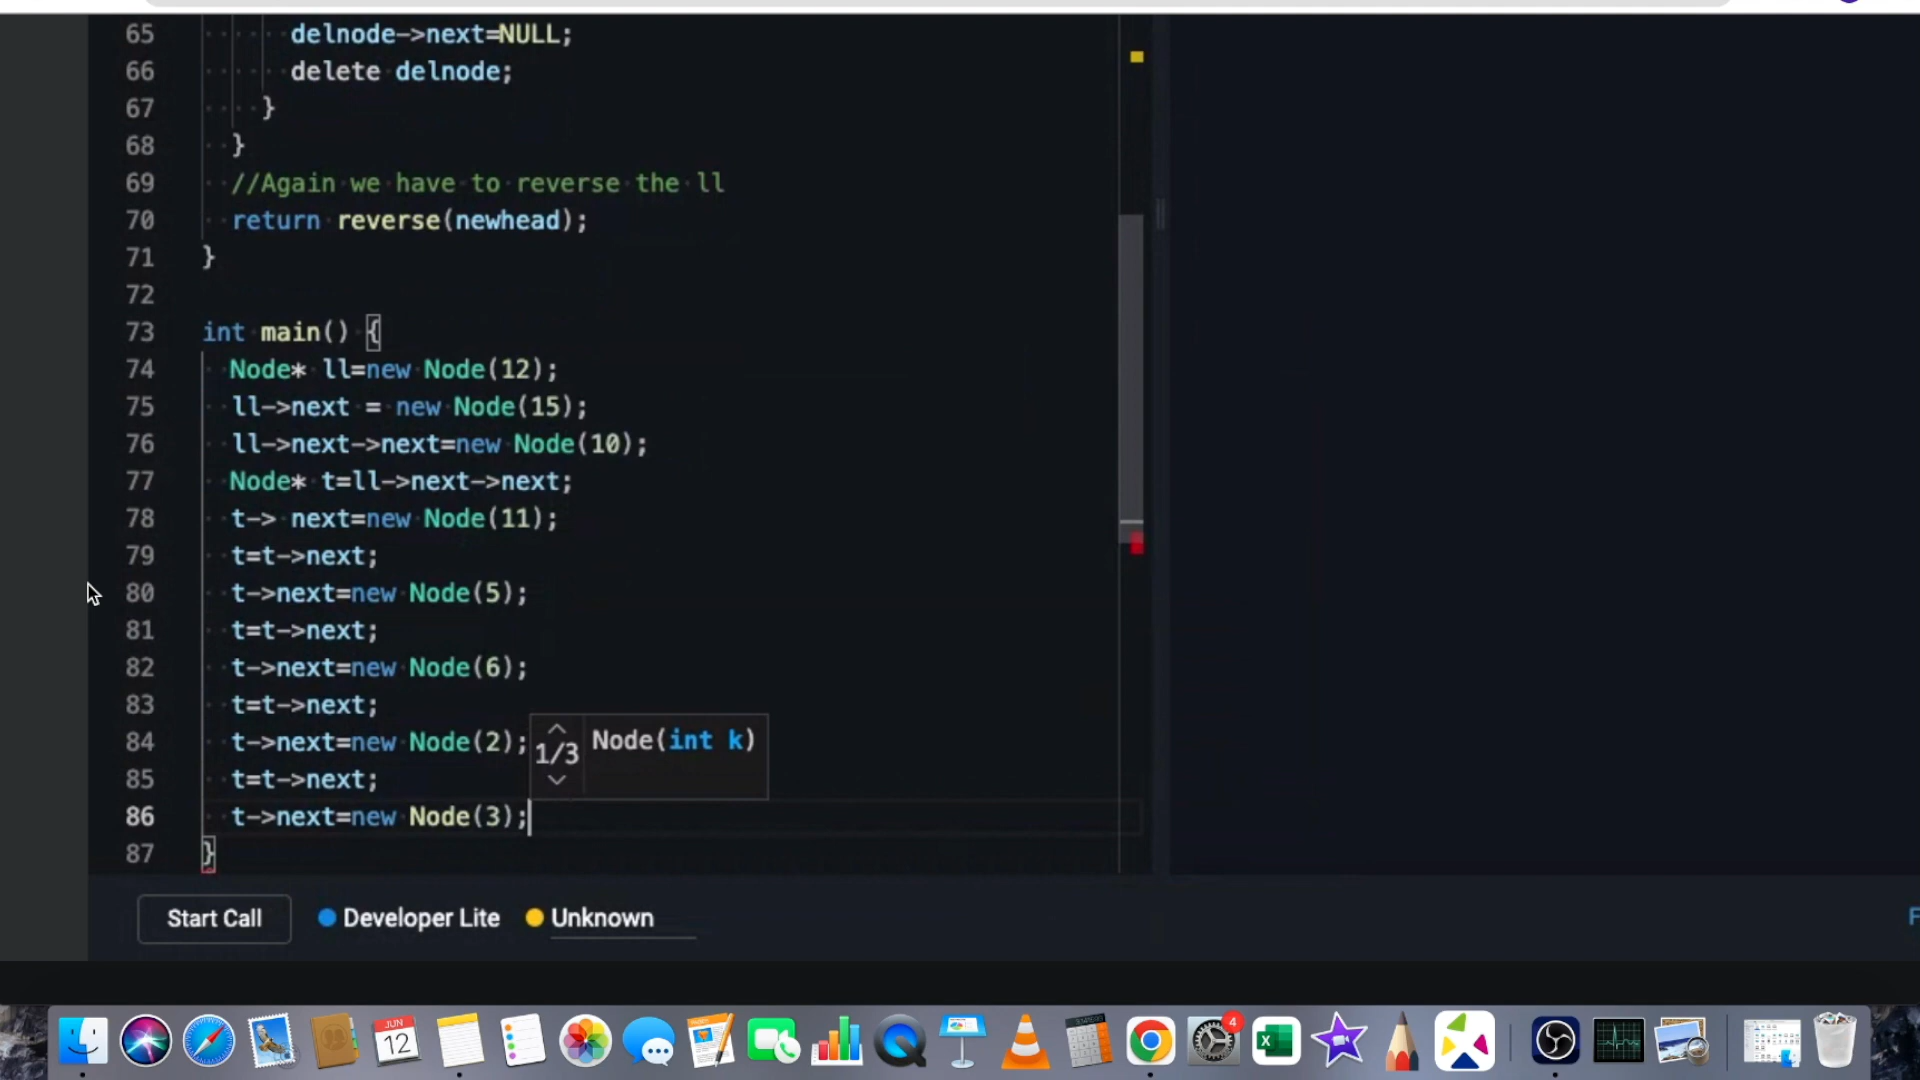 65 delnode->next=NULL;
66 delete delnode;
67 }
68 }
69 //Again we have to reverse the ll
70 return reverse(newhead);
71 }
72
73 int main() {
74 Node* ll=new Node(12);
75 ll->next = new Node(15);
76 ll->next->next=new Node(10);
77 Node* t=ll->next->next;
78 t-> next=new Node(11);
79 t=t->next;
80 t->next=new Node(5);
81 t=t->next;
82 t->next=new Node(6);
83 t=t->next;
84 t->next=new Node(2);
1/3 Node(int k)
85 t=t->next;
86 t->next=new Node(3);
87 }
Start Call Developer Lite Unknown
F
JUN
12
4
X